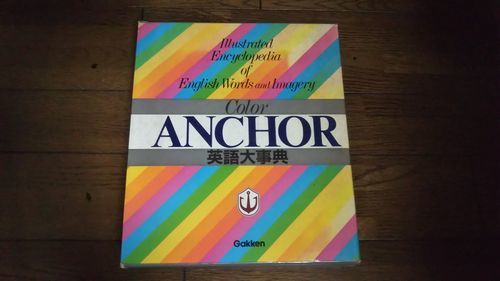 Illustrated
Encyclopedia
of
English Words and Imagery
Color
ANCHOR
英語大事典
Gakken